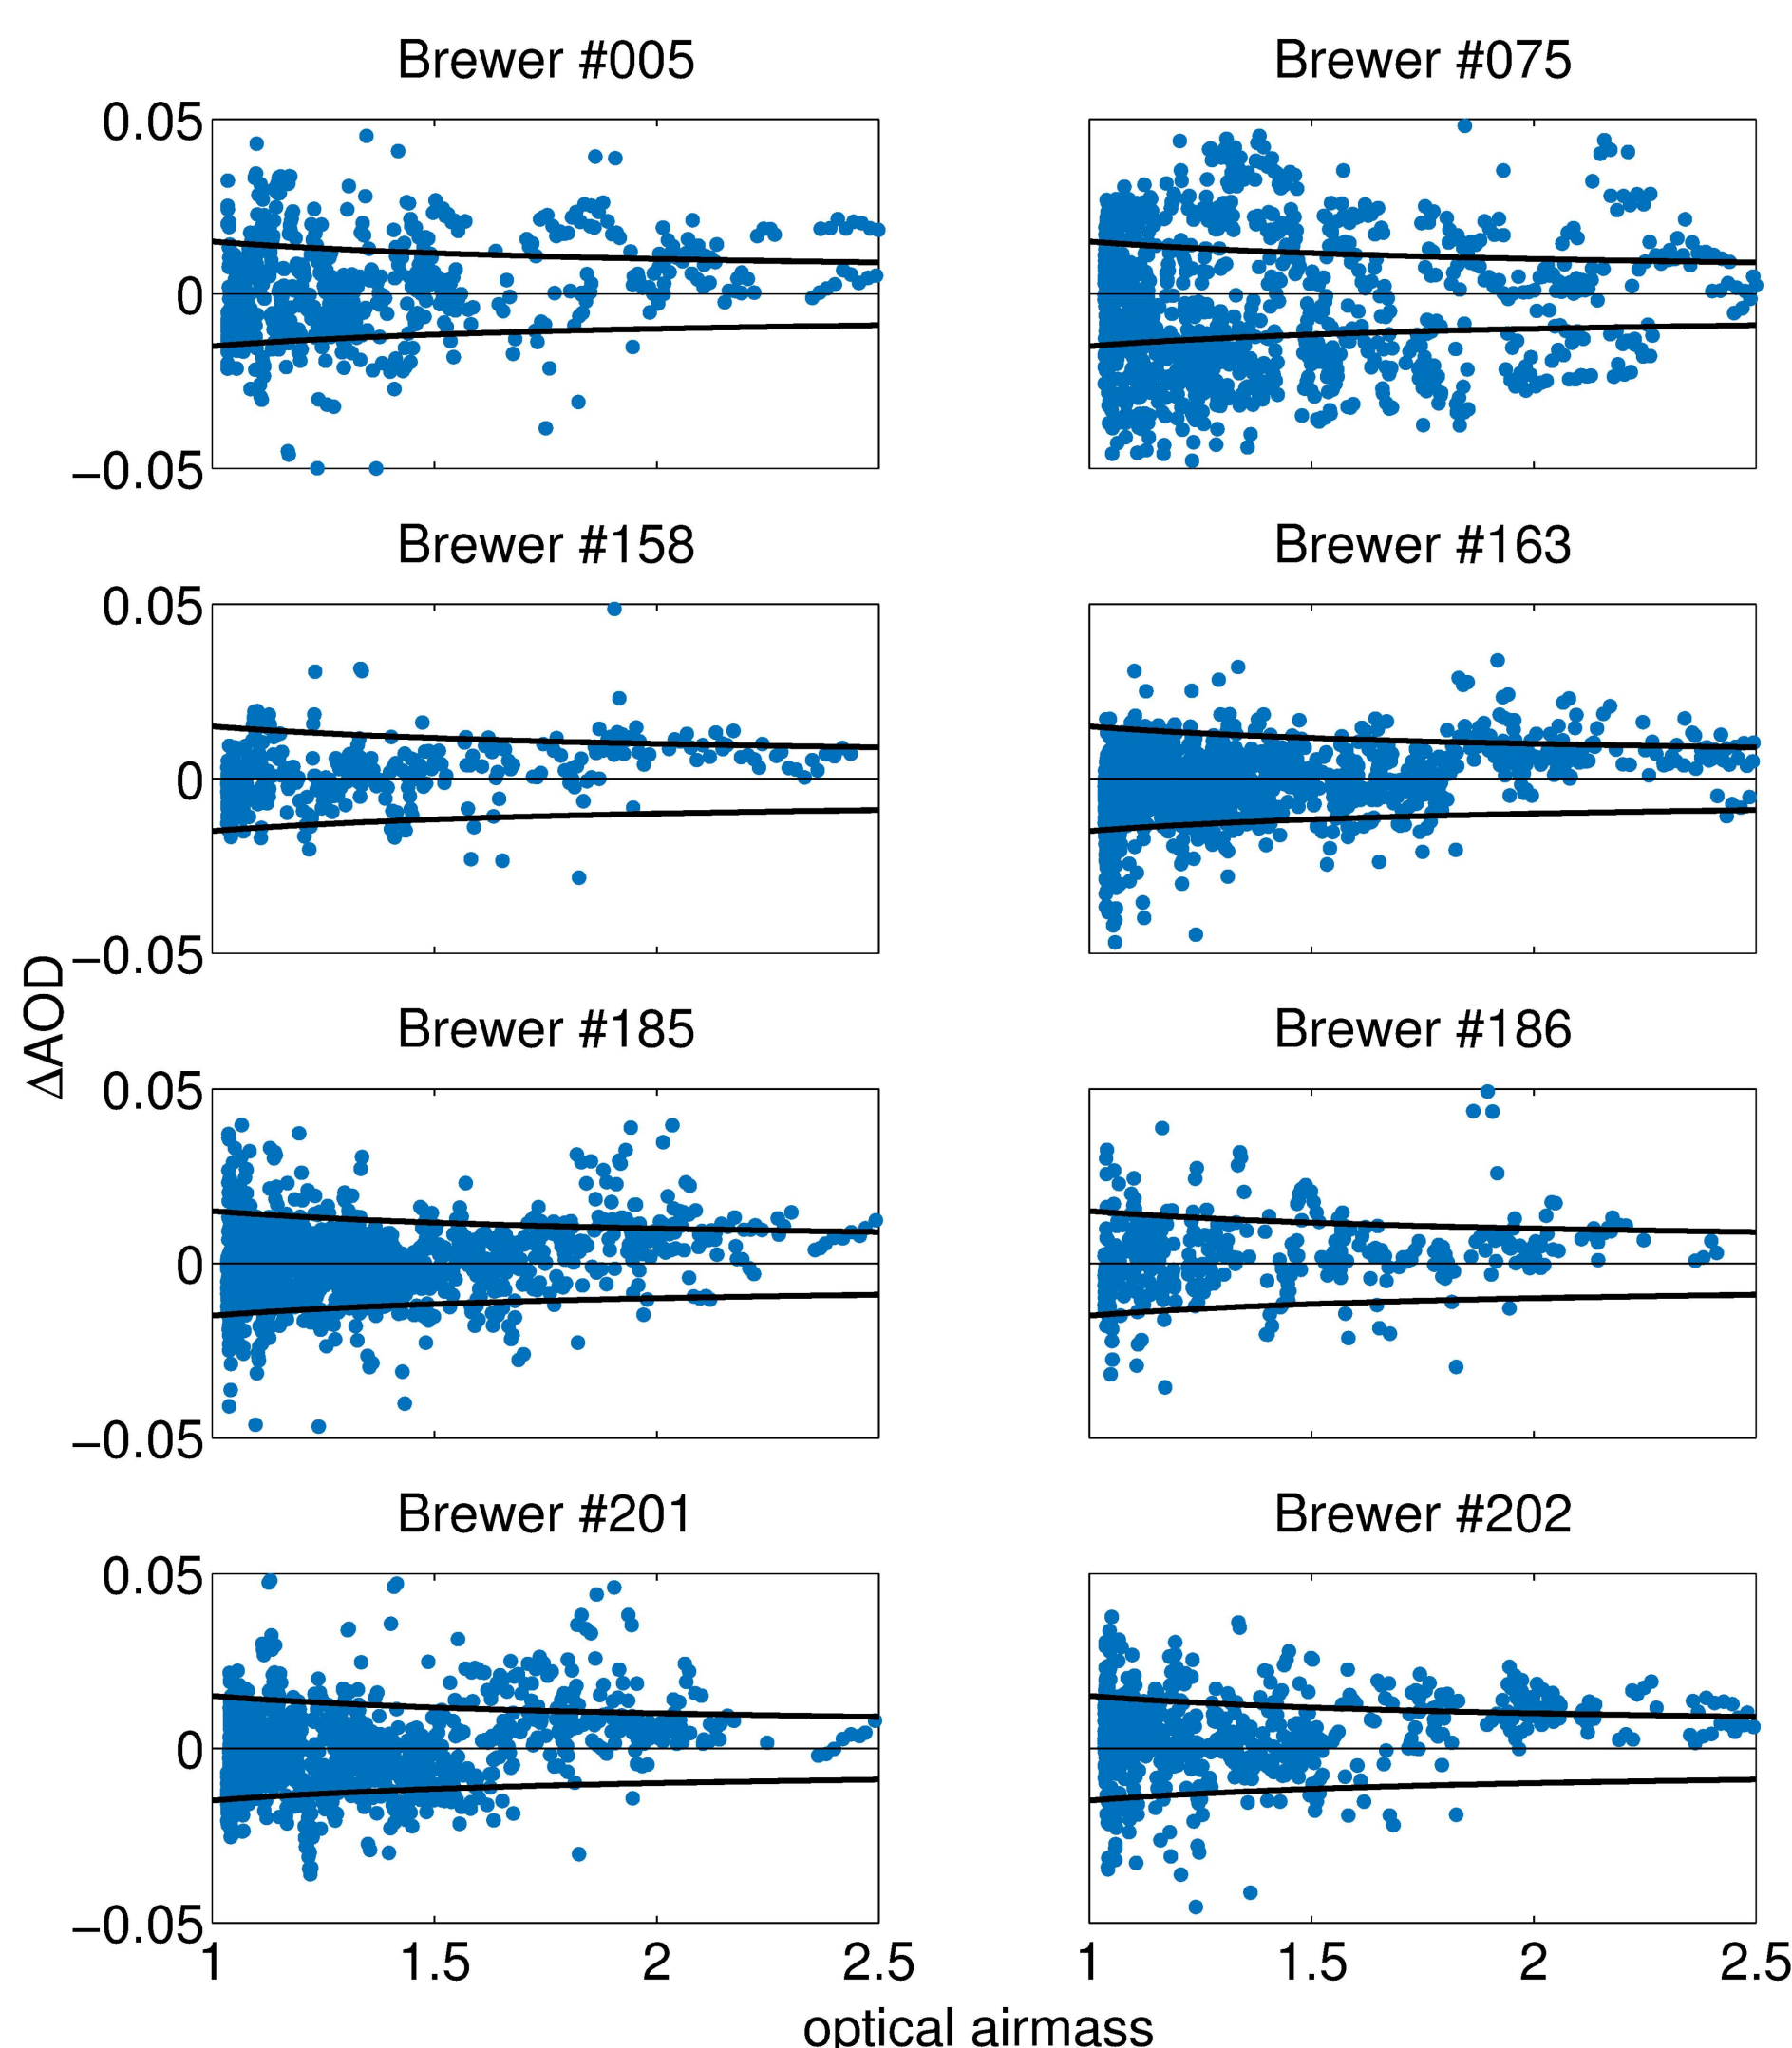 Brewer #005
Brewer #075
0.05
0
−0.05
Brewer #158
Brewer #163
0.05
0
−0.05
ΔAOD
Brewer #185
Brewer #186
0.05
0
−0.05
Brewer #201
Brewer #202
0.05
0
−0.05
1 1.5 2 2.5
1 1.5 2 2.5
optical airmass